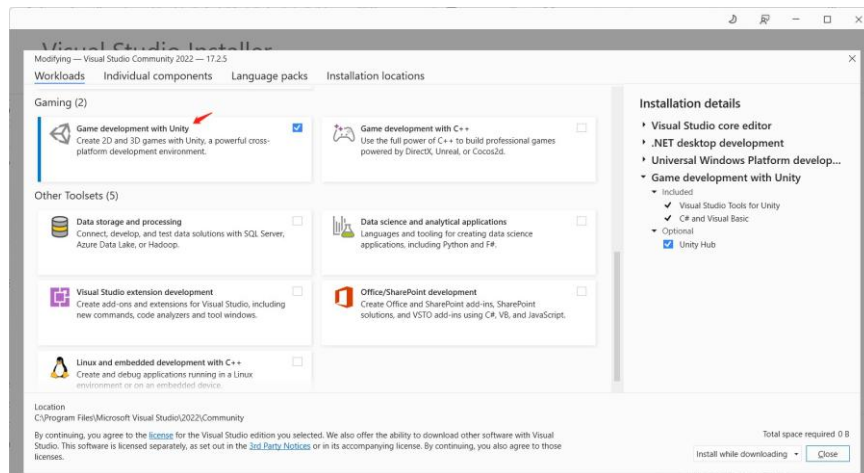 Visual Studio Installer
Modifying — Visual Studio Community 2022 — 17.2.5
Workloads Individual components Language packs Installation locations
Gaming (2)
Game development with Unity
Create 2D and 3D games with Unity, a powerful cross-
platform development environment.
Game development with C++
Use the full power of C++ to build professional games
powered by DirectX, Unreal, or Cocos2d.
Other Toolsets (5)
Data storage and processing
Connect, develop, and test data solutions with SQL Server,
Azure Data Lake, or Hadoop.
Data science and analytical applications
Languages and tooling for creating data science
applications, including Python and F#.
Visual Studio extension development
Create add-ons and extensions for Visual Studio, including
new commands, code analyzers and tool windows.
Office/SharePoint development
Create Office and SharePoint add-ins, SharePoint
solutions, and VSTO add-ins using C#, VB, and JavaScript.
Linux and embedded development with C++
Create and debug applications running in a Linux
environment or on an embedded device.
Installation details
Visual Studio core editor
.NET desktop development
Universal Windows Platform develop...
Game development with Unity
Included
Visual Studio Tools for Unity
C# and Visual Basic
Optional
Unity Hub
Location
C:\Program Files\Microsoft Visual Studio\2022\Community
By continuing, you agree to the license for the Visual Studio edition you selected. We also offer the ability to download other software with Visual
Studio. This software is licensed separately, as set out in the 3rd Party Notices or in its accompanying license. By continuing, you also agree to those
licenses.
Total space required 0 B
Install while downloading Close